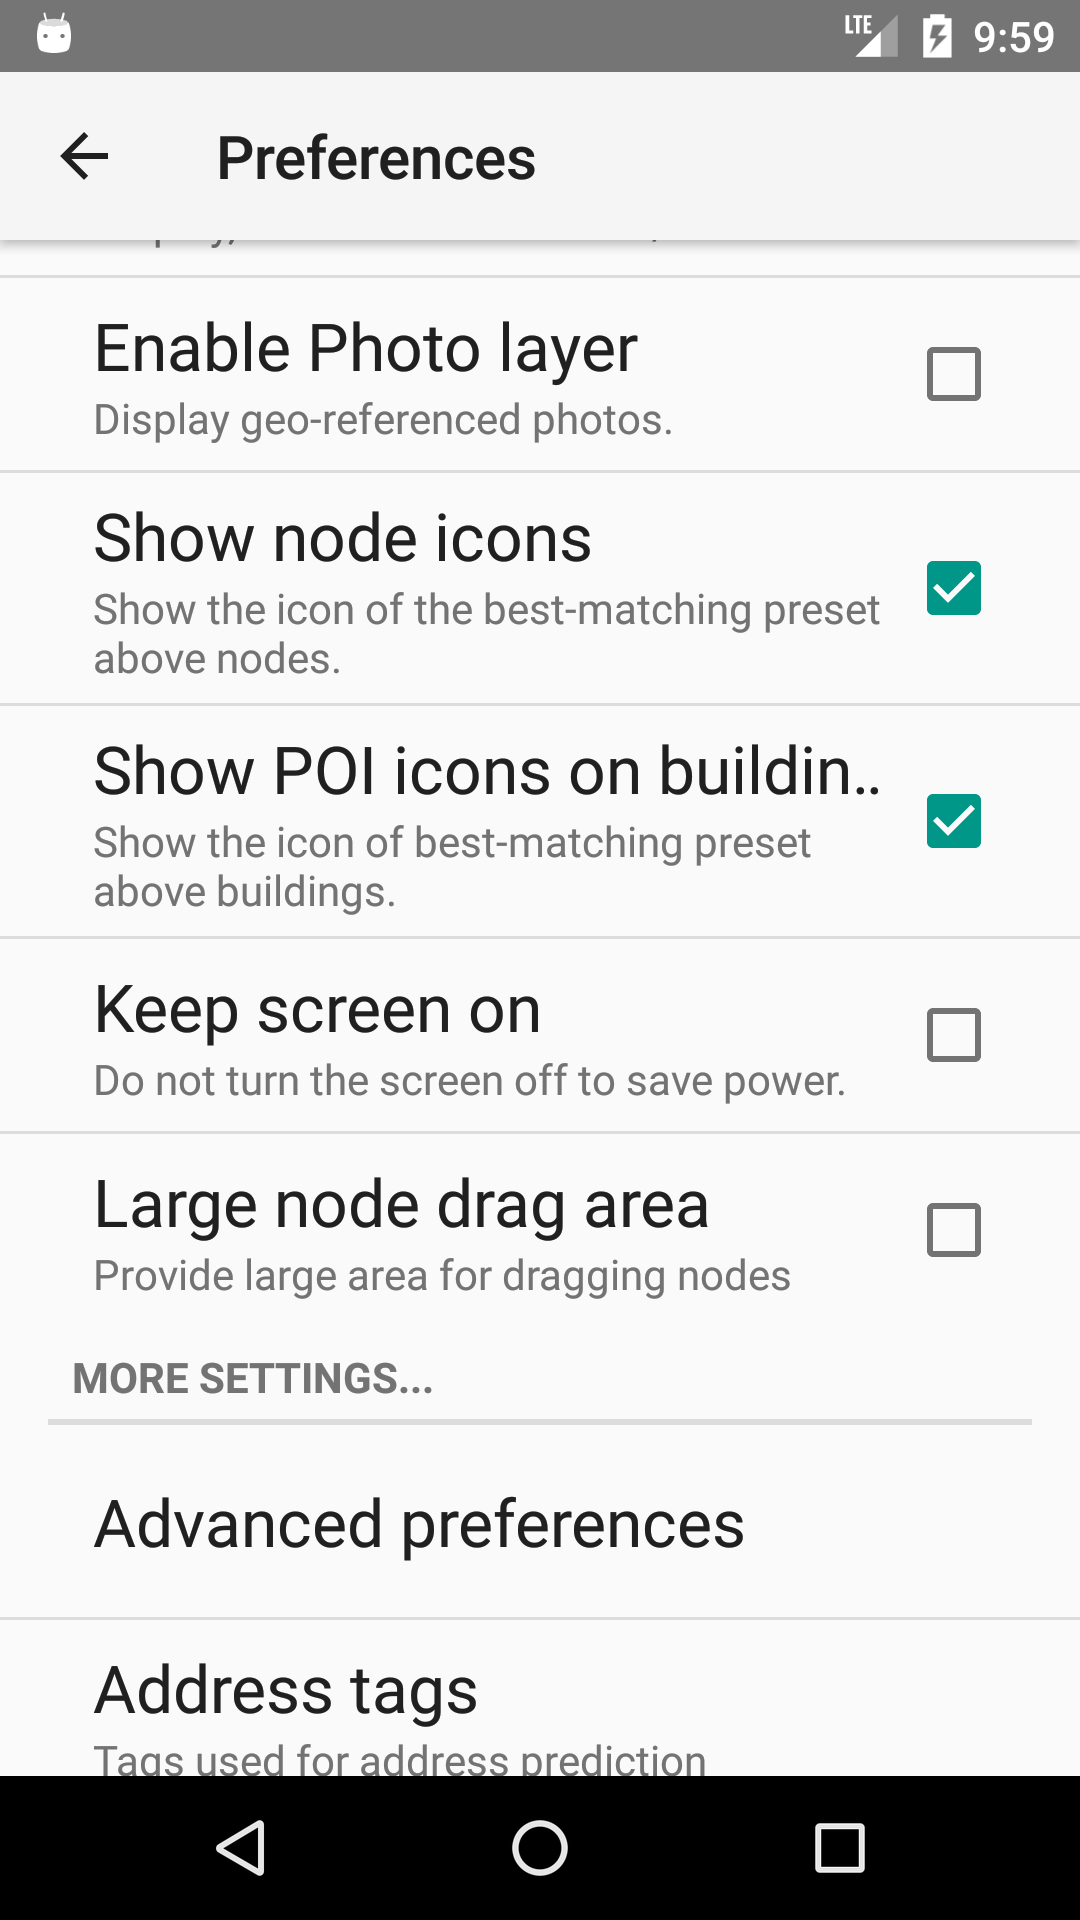 LTE 9:59
Preferences
Enable Photo layer
Display geo-referenced photos.
Show node icons
Show the icon of the best-matching preset
above nodes.
Show POI icons on buildin..
Show the icon of best-matching preset
above buildings.
Keep screen on
Do not turn the screen off to save power.
Large node drag area
Provide large area for dragging nodes
MORE SETTINGS...
Advanced preferences
Address tags
Tags used for address prediction